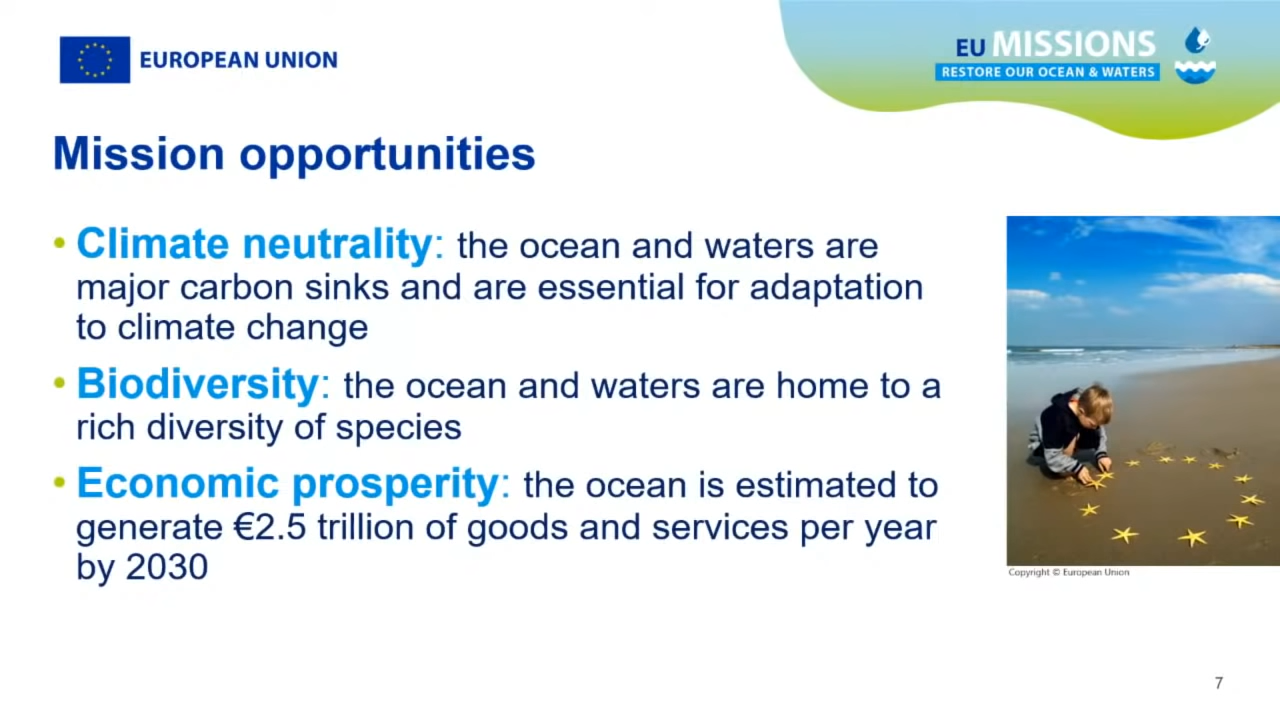 EUROPEAN UNION
EU MISSIONS
RESTORE OUR OCEAN & WATERS
Mission opportunities
• Climate neutrality: the ocean and waters are
major carbon sinks and are essential for adaptation
to climate change
• Biodiversity: the ocean and waters are home to a
rich diversity of species
• Economic prosperity: the ocean is estimated to
generate €2.5 trillion of goods and services per year
by 2030
Copyright © European Union
7